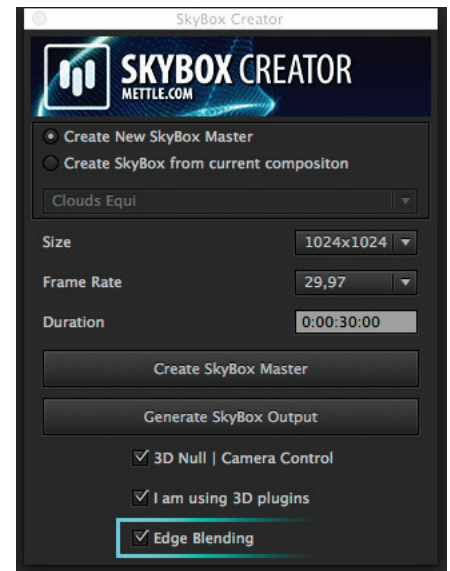 SkyBox Creator
SKYBOX CREATOR
METTLE.COM
Create New SkyBox Master
Create SkyBox from current compositon
Clouds Equi
Size 1024x1024
Frame Rate 29,97
Duration 0:00:30:00
Create SkyBox Master
Generate SkyBox Output
3D Null | Camera Control
I am using 3D plugins
Edge Blending